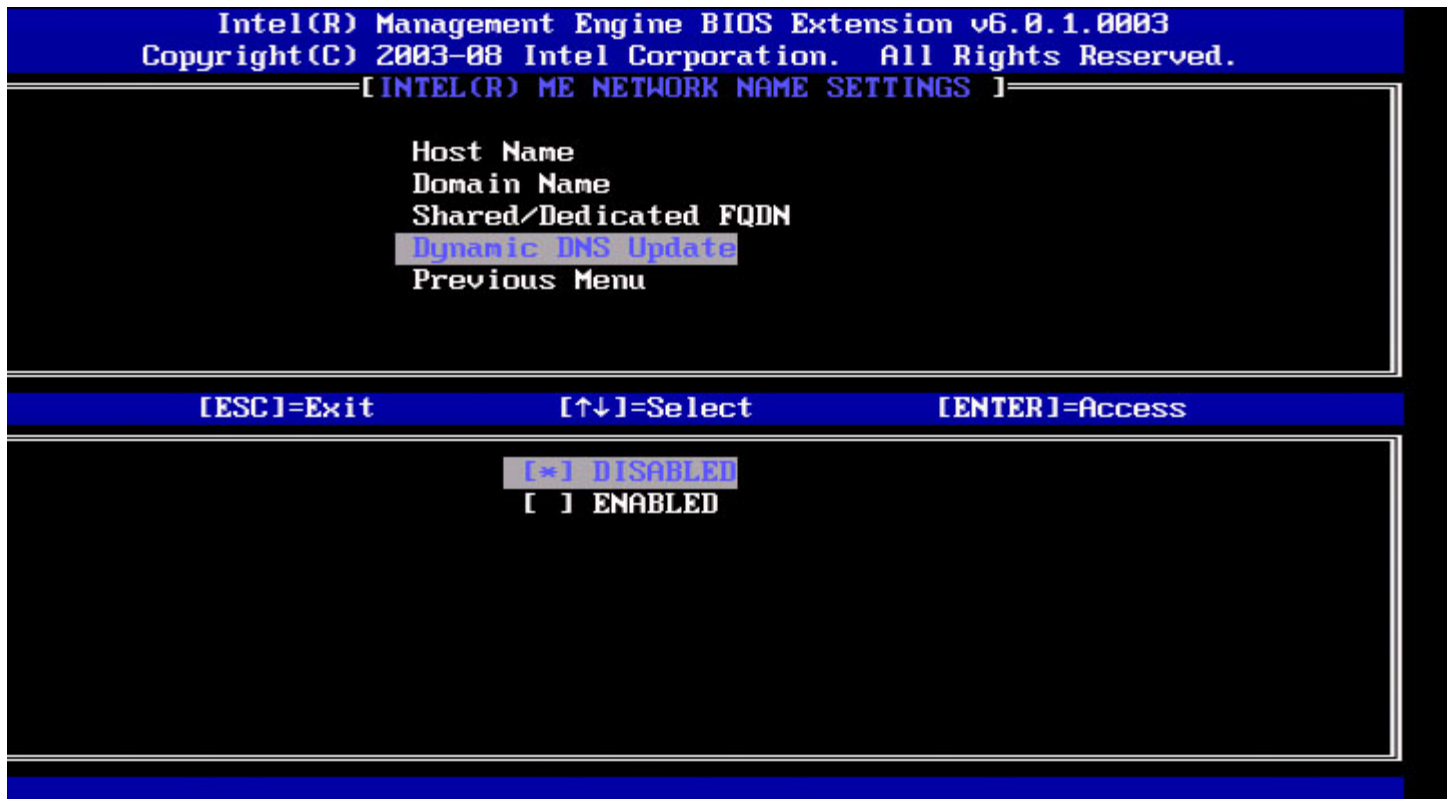 Intel(R) Management Engine BIOS Extension v6.0.1.0003
Copyright(C) 2003-08 Intel Corporation. All Rights Reserved.
[INTEL(R) ME NETWORK NAME SETTINGS ]
Host Name
Domain Name
Shared/Dedicated FQDN
Dynamic DNS Update
Previous Menu
[ESC]=Exit [↑↓]=Select [ENTER]=Access
[*] DISABLED
[ ] ENABLED